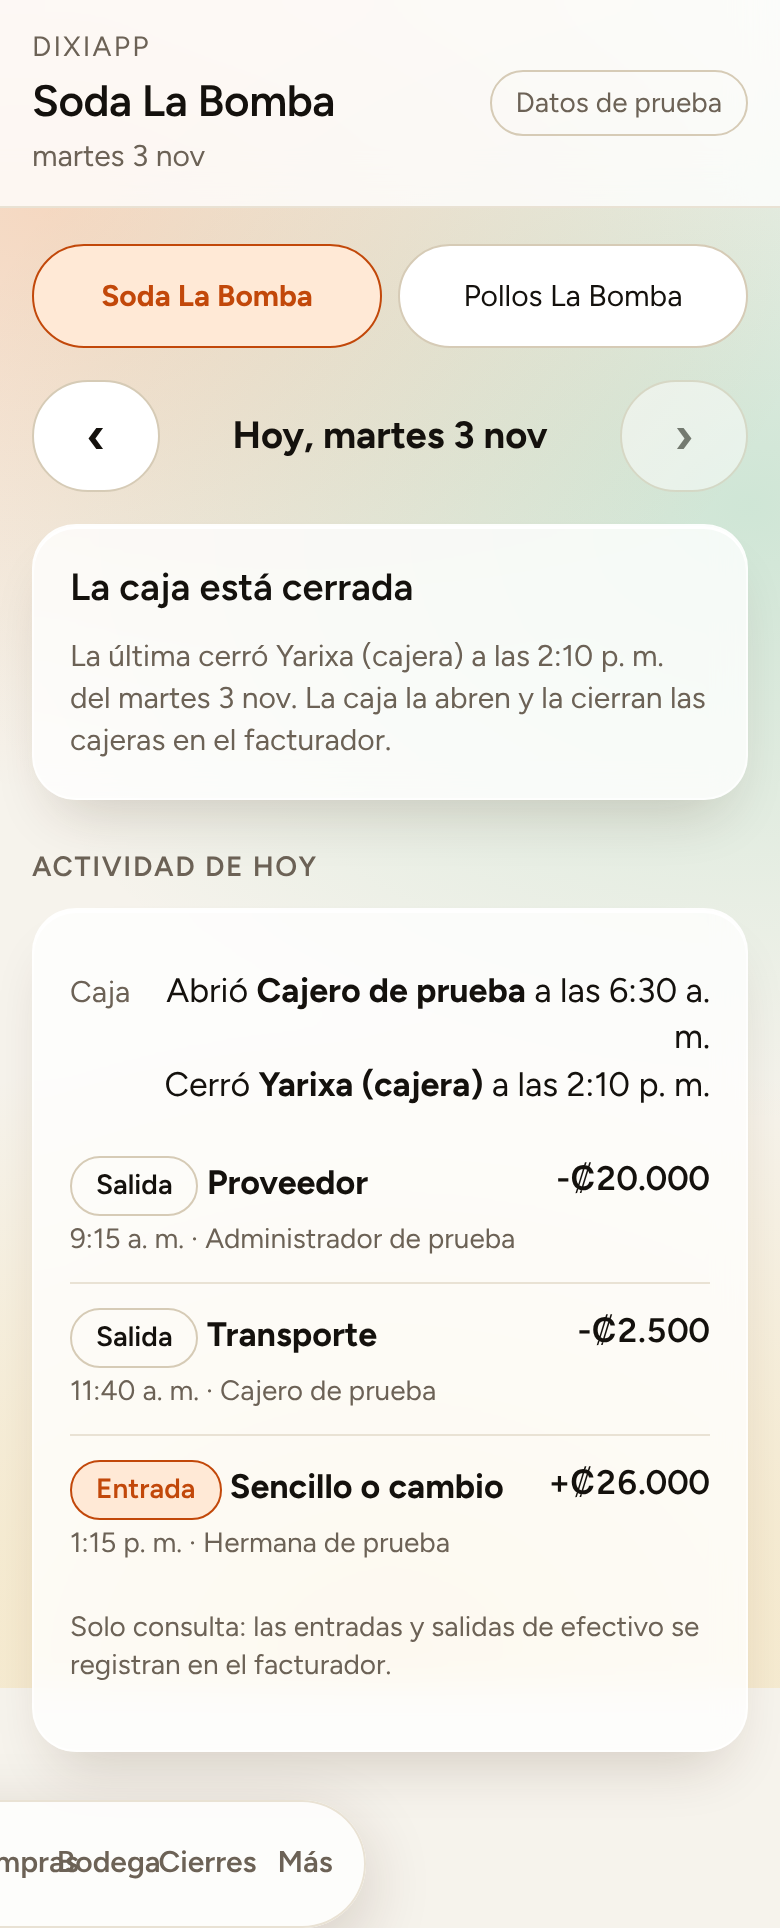 DIXIAPP
Soda La Bomba
Datos de prueba
martes 3 nov
Soda La Bomba
Pollos La Bomba
‹
Hoy, martes 3 nov
›
La caja está cerrada
La última cerró Yarixa (cajera) a las 2:10 p. m.
del martes 3 nov. La caja la abren y la cierran las
cajeras en el facturador.
ACTIVIDAD DE HOY
Caja
Abrió Cajero de prueba a las 6:30 a.
m.
Cerró Yarixa (cajera) a las 2:10 p. m.
Salida Proveedor -₡20.000
9:15 a. m. · Administrador de prueba
Salida Transporte -₡2.500
11:40 a. m. · Cajero de prueba
Entrada Sencillo o cambio +₡26.000
1:15 p. m. · Hermana de prueba
Solo consulta: las entradas y salidas de efectivo se
registran en el facturador.
mpras Bodega Cierres Más